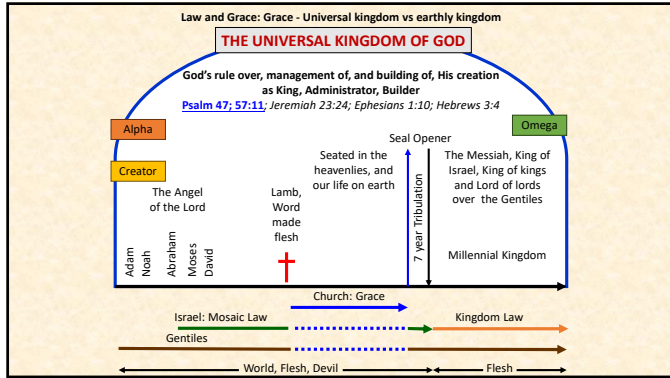 Law and Grace: Grace - Universal kingdom vs earthly kingdom
THE UNIVERSAL KINGDOM OF GOD
God's rule over, management of, and building of, His creation
as King, Administrator, Builder
Psalm 47; 57:11; Jeremiah 23:24; Ephesians 1:10; Hebrews 3:4
Alpha
Omega
Creator
The Angel
of the Lord
Adam
Noah
Abraham
Moses
David
Lamb,
Word
made
flesh
Seated in the
heavenlies, and
our life on earth
Seal Opener
7 year Tribulation
The Messiah, King of
Israel, King of kings
and Lord of lords
over the Gentiles
Millennial Kingdom
Church: Grace
Israel: Mosaic Law
Kingdom Law
Gentiles
World, Flesh, Devil
Flesh